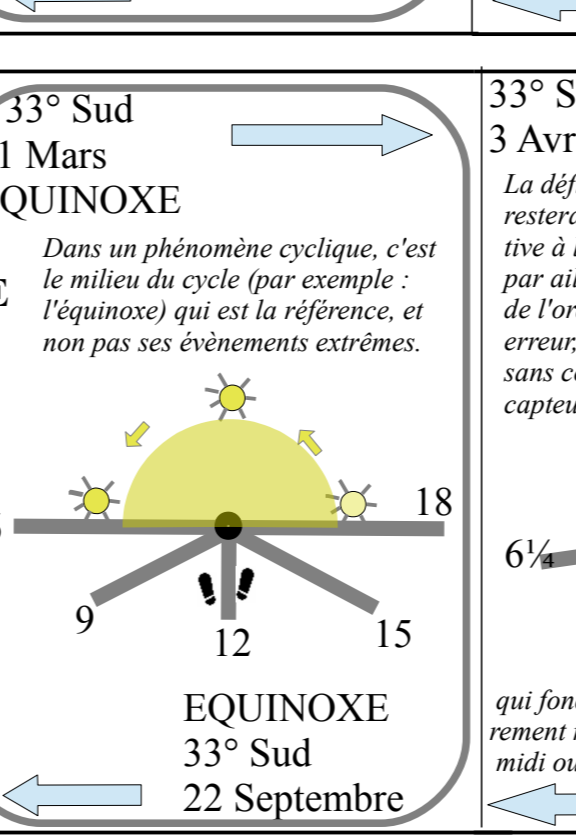 33° Sud
1 Mars
QUINOXE
Dans un phénomène cyclique, c'est
le milieu du cycle (par exemple :
l'équinoxe) qui est la référence, et
non pas ses évènements extrêmes.
E
18
9
12
15
EQUINOXE
33° Sud
22 Septembre
33° S
3 Avr
La déf
restera
tive à l
par ail
de l'or
erreur,
sans c
capteu
6¼
qui fon
rement
midi ou